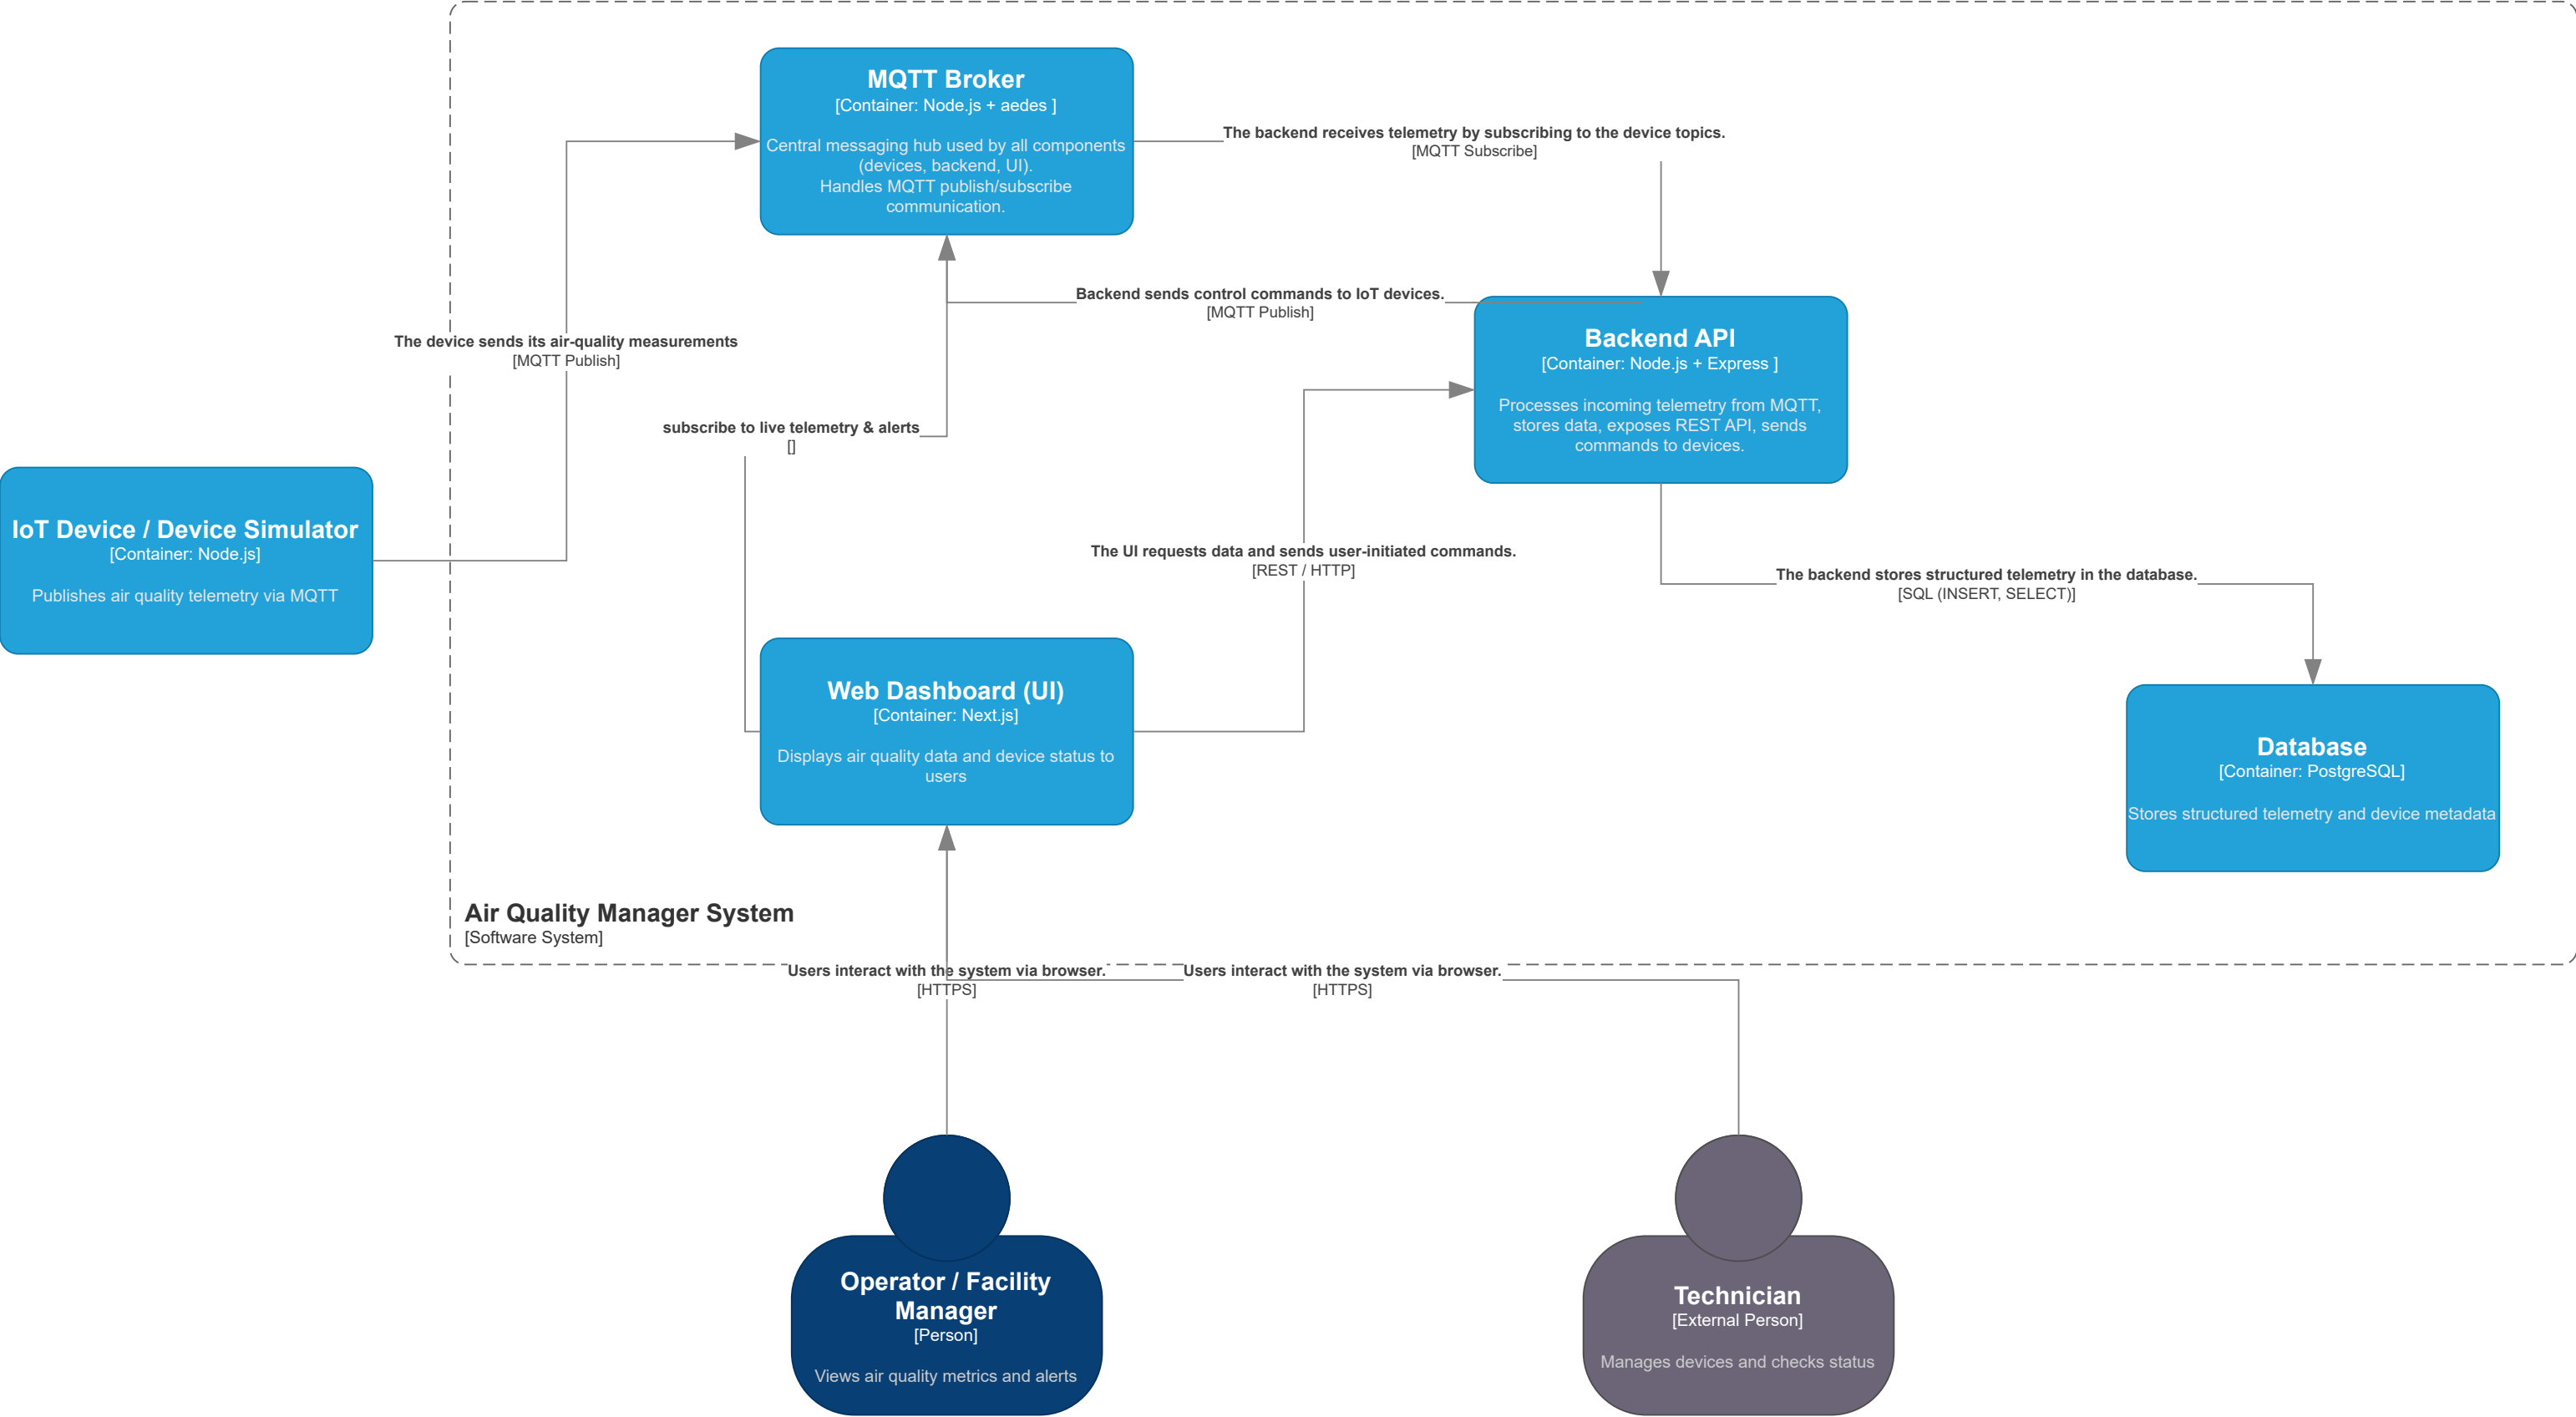 MQTT Broker
[Container: Node.js + aedes ]
Central messaging hub used by all components
(devices, backend, UI).
Handles MQTT publish/subscribe
communication.
The backend receives telemetry by subscribing to the device topics.
[MQTT Subscribe]
Backend sends control commands to IoT devices.
[MQTT Publish]
The device sends its air-quality measurements
[MQTT Publish]
Backend API
[Container: Node.js + Express ]
Processes incoming telemetry from MQTT,
stores data, exposes REST API, sends
commands to devices.
subscribe to live telemetry & alerts
[]
IoT Device / Device Simulator
[Container: Node.js]
Publishes air quality telemetry via MQTT
The UI requests data and sends user-initiated commands.
[REST / HTTP]
The backend stores structured telemetry in the database.
[SQL (INSERT, SELECT)]
Web Dashboard (UI)
[Container: Next.js]
Displays air quality data and device status to
users
Database
[Container: PostgreSQL]
Stores structured telemetry and device metadata
Air Quality Manager System
[Software System]
Users interact with the system via browser.
[HTTPS]
Users interact with the system via browser.
[HTTPS]
Operator / Facility
Manager
[Person]
Views air quality metrics and alerts
Technician
[External Person]
Manages devices and checks status